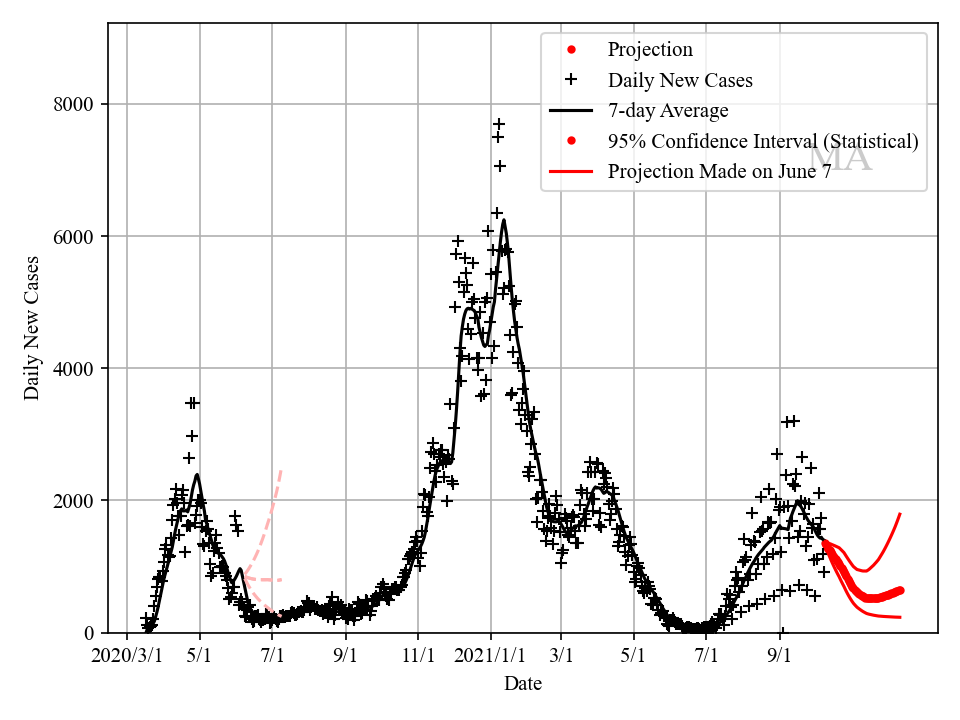 Projection
Daily New Cases
7-day Average
95% Confidence Interval (Statistical)
MA
Projection Made on June 7
8000
6000
4000
2000
0
Daily New Cases
2020/3/1 5/1 7/1 9/1 11/1 2021/1/1 3/1 5/1 7/1 9/1
Date